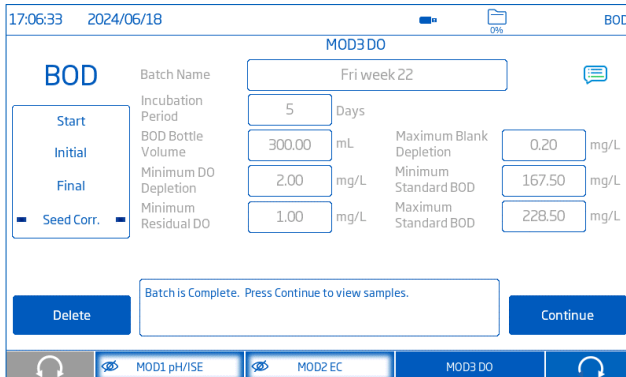 17:06:33 2024/06/18 0% BOD
MOD3 DO
BOD
Batch Name Fri week 22
Incubation Period 5 Days
BOD Bottle Volume 300.00 mL Maximum Blank Depletion 0.20 mg/L
Minimum DO Depletion 2.00 mg/L Minimum Standard BOD 167.50 mg/L
Minimum Residual DO 1.00 mg/L Maximum Standard BOD 228.50 mg/L
Start
Initial
Final
Seed Corr.
Batch is Complete. Press Continue to view samples.
Delete
Continue
MOD1 pH/ISE MOD2 EC MOD3 DO